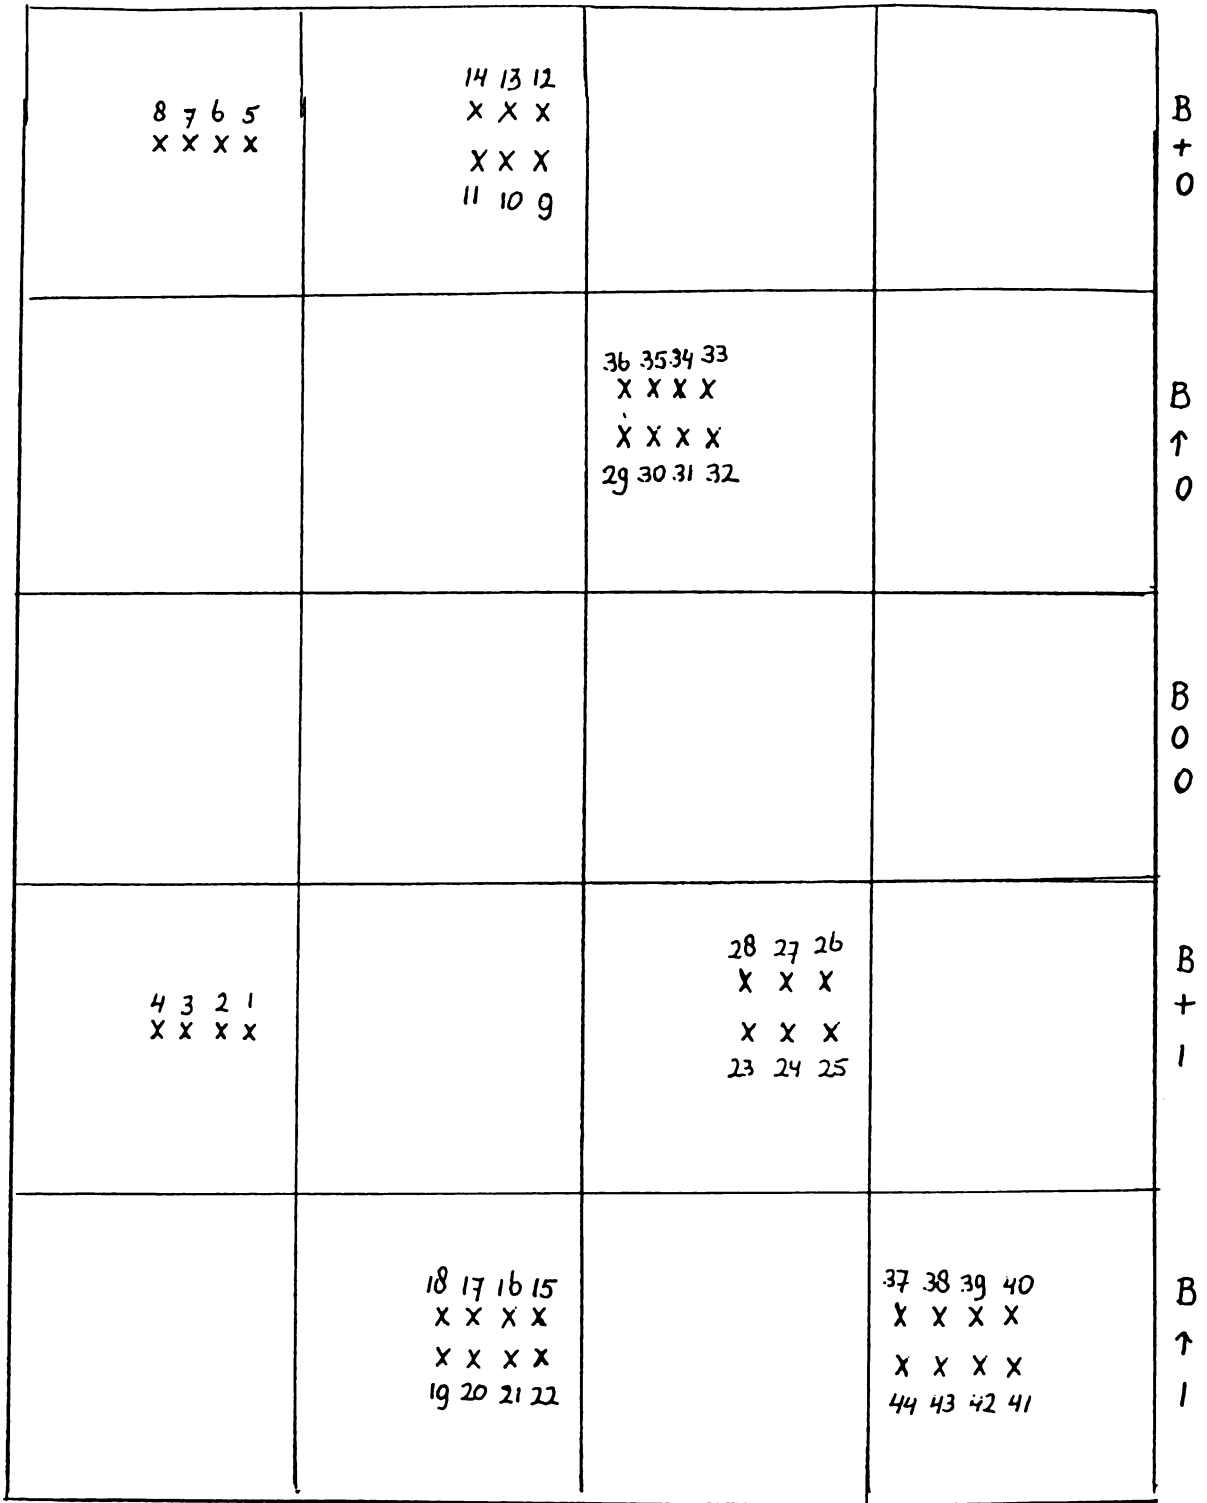 14 13 12
8 7 6 5
X X X
X X X X
X X X
11 10 9
B
+
0
36 35 34 33
X X X X
X X X X
29 30 31 32
B
↑
0
B
0
0
28 27 26
X X X
4 3 2 1
X X X X
X X X
23 24 25
B
+
1
18 17 16 15
X X X X
X X X X
19 20 21 22
37 38 39 40
X X X X
X X X X
44 43 42 41
B
↑
1